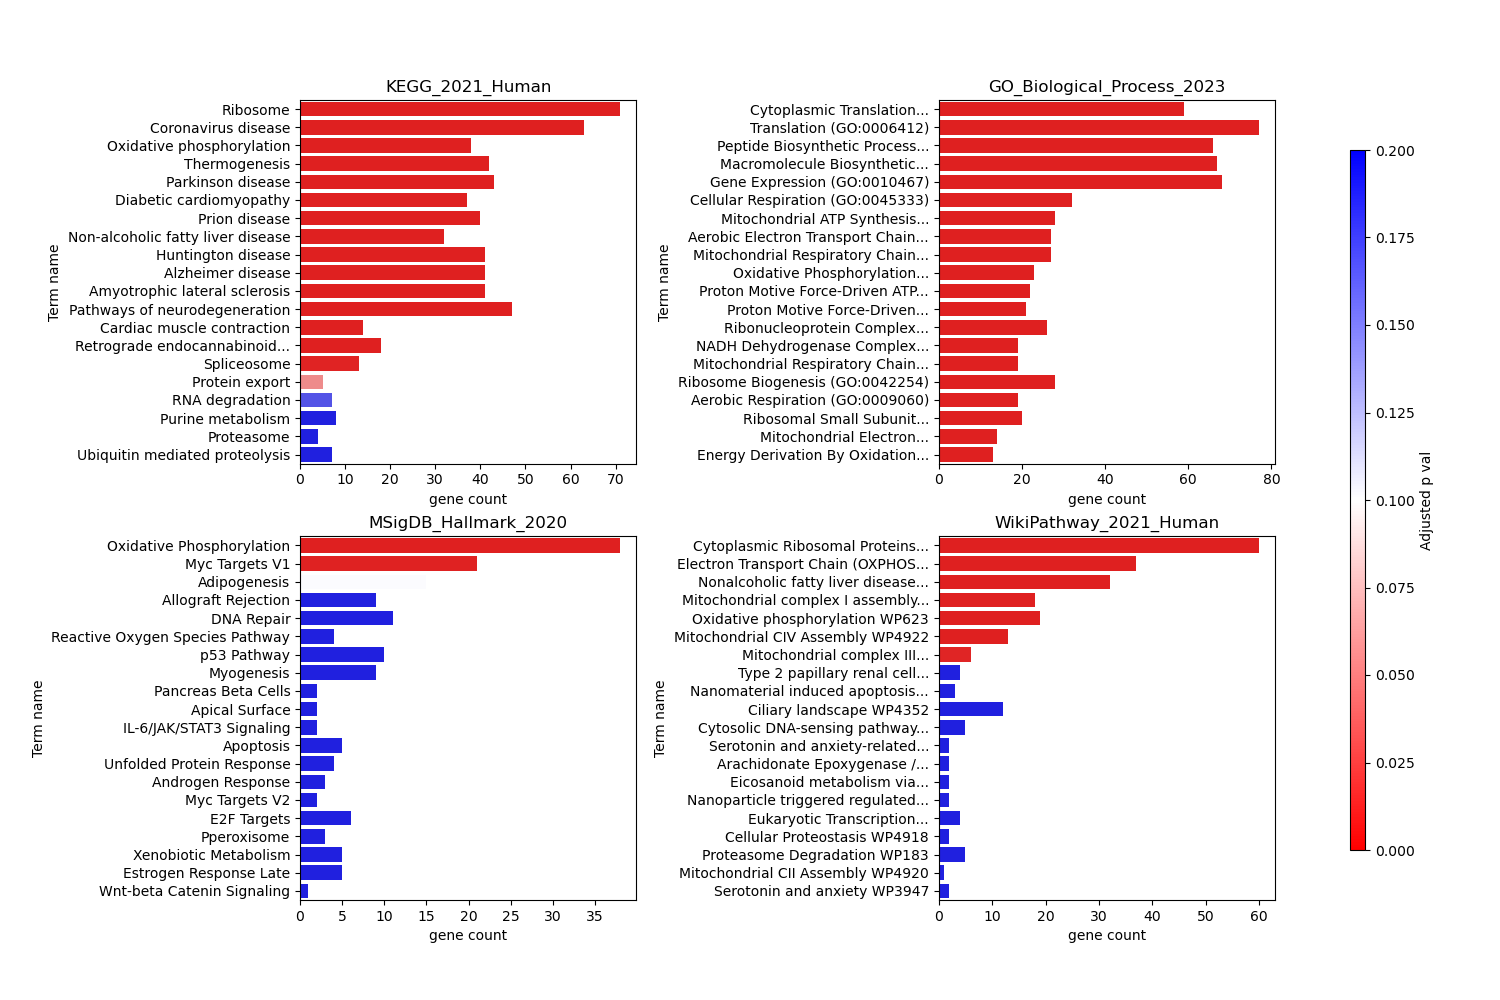 KEGG_2021_Human
Term name
Ribosome
Coronavirus disease
Oxidative phosphorylation
Thermogenesis
Parkinson disease
Diabetic cardiomyopathy
Prion disease
Non-alcoholic fatty liver disease
Huntington disease
Alzheimer disease
Amyotrophic lateral sclerosis
Pathways of neurodegeneration
Cardiac muscle contraction
Retrograde endocannabinoid...
Spliceosome
Protein export
RNA degradation
Purine metabolism
Proteasome
Ubiquitin mediated proteolysis
0 10 20 30 40 50 60 70
gene count
GO_Biological_Process_2023
Term name
Cytoplasmic Translation...
Translation (GO:0006412)
Peptide Biosynthetic Process...
Macromolecule Biosynthetic...
Gene Expression (GO:0010467)
Cellular Respiration (GO:0045333)
Mitochondrial ATP Synthesis...
Aerobic Electron Transport Chain...
Mitochondrial Respiratory Chain...
Oxidative Phosphorylation...
Proton Motive Force-Driven ATP...
Proton Motive Force-Driven...
Ribonucleoprotein Complex...
NADH Dehydrogenase Complex...
Mitochondrial Respiratory Chain...
Ribosome Biogenesis (GO:0042254)
Aerobic Respiration (GO:0009060)
Ribosomal Small Subunit...
Mitochondrial Electron...
Energy Derivation By Oxidation...
0 20 40 60 80
gene count
MSigDB_Hallmark_2020
Term name
Oxidative Phosphorylation
Myc Targets V1
Adipogenesis
Allograft Rejection
DNA Repair
Reactive Oxygen Species Pathway
p53 Pathway
Myogenesis
Pancreas Beta Cells
Apical Surface
IL-6/JAK/STAT3 Signaling
Apoptosis
Unfolded Protein Response
Androgen Response
Myc Targets V2
E2F Targets
Pperoxisome
Xenobiotic Metabolism
Estrogen Response Late
Wnt-beta Catenin Signaling
0 5 10 15 20 25 30 35
gene count
WikiPathway_2021_Human
Term name
Cytoplasmic Ribosomal Proteins...
Electron Transport Chain (OXPHOS...
Nonalcoholic fatty liver disease...
Mitochondrial complex I assembly...
Oxidative phosphorylation WP623
Mitochondrial CIV Assembly WP4922
Mitochondrial complex III...
Type 2 papillary renal cell...
Nanomaterial induced apoptosis...
Ciliary landscape WP4352
Cytosolic DNA-sensing pathway...
Serotonin and anxiety-related...
Arachidonate Epoxygenase /...
Eicosanoid metabolism via...
Nanoparticle triggered regulated...
Eukaryotic Transcription...
Cellular Proteostasis WP4918
Proteasome Degradation WP183
Mitochondrial CII Assembly WP4920
Serotonin and anxiety WP3947
0 10 20 30 40 50 60
gene count
0.200
0.175
0.150
0.125
0.100
0.075
0.050
0.025
0.000
Adjusted p val